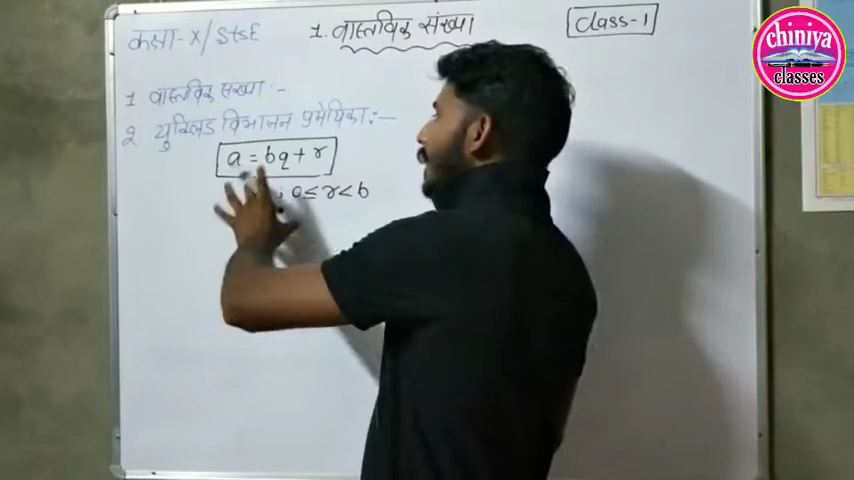 कक्षा - X / StSE
1. वास्तविक संख्या
Class-1
chiniya
classes
1 वास्तविक संख्या :-
2 युक्लिड विभाजन प्रमेयिका :-
a = bq + r
; 0 ≤ r < b